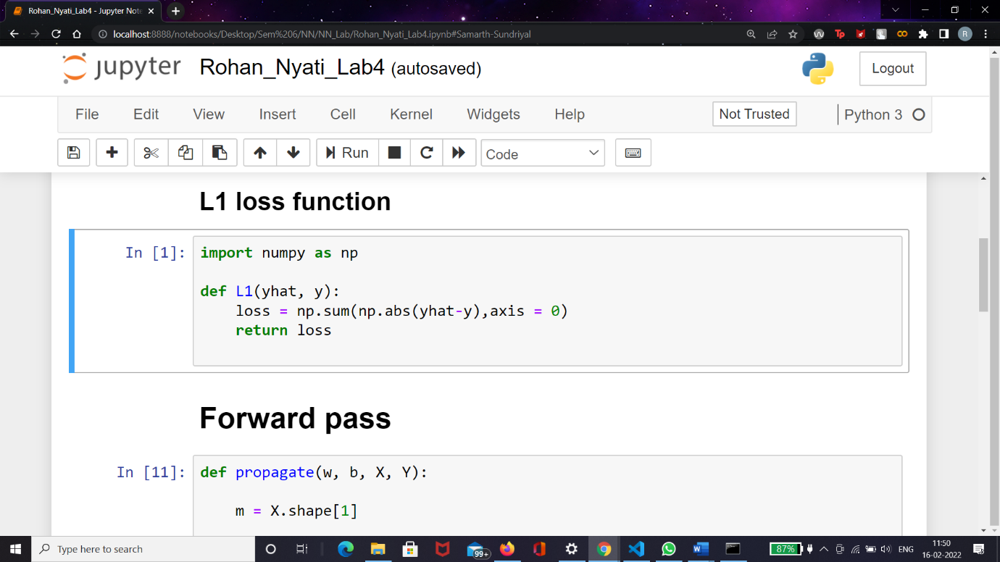 Rohan_Nyati_Lab4 - Jupyter Note
localhost:8888/notebooks/Desktop/Sem%206/NN/NN_Lab/Rohan_Nyati_Lab4.ipynb#Samarth-Sundriyal
Tp
R
jupyter Rohan_Nyati_Lab4 (autosaved)
Logout
File Edit View Insert Cell Kernel Widgets Help Not Trusted Python 3
Run Code
L1 loss function
In [1]: import numpy as np
def L1(yhat, y):
    loss = np.sum(np.abs(yhat-y),axis = 0)
    return loss
Forward pass
In [11]: def propagate(w, b, X, Y):
    m = X.shape[1]
Type here to search
99+
87%
ENG
11:50
16-02-2022